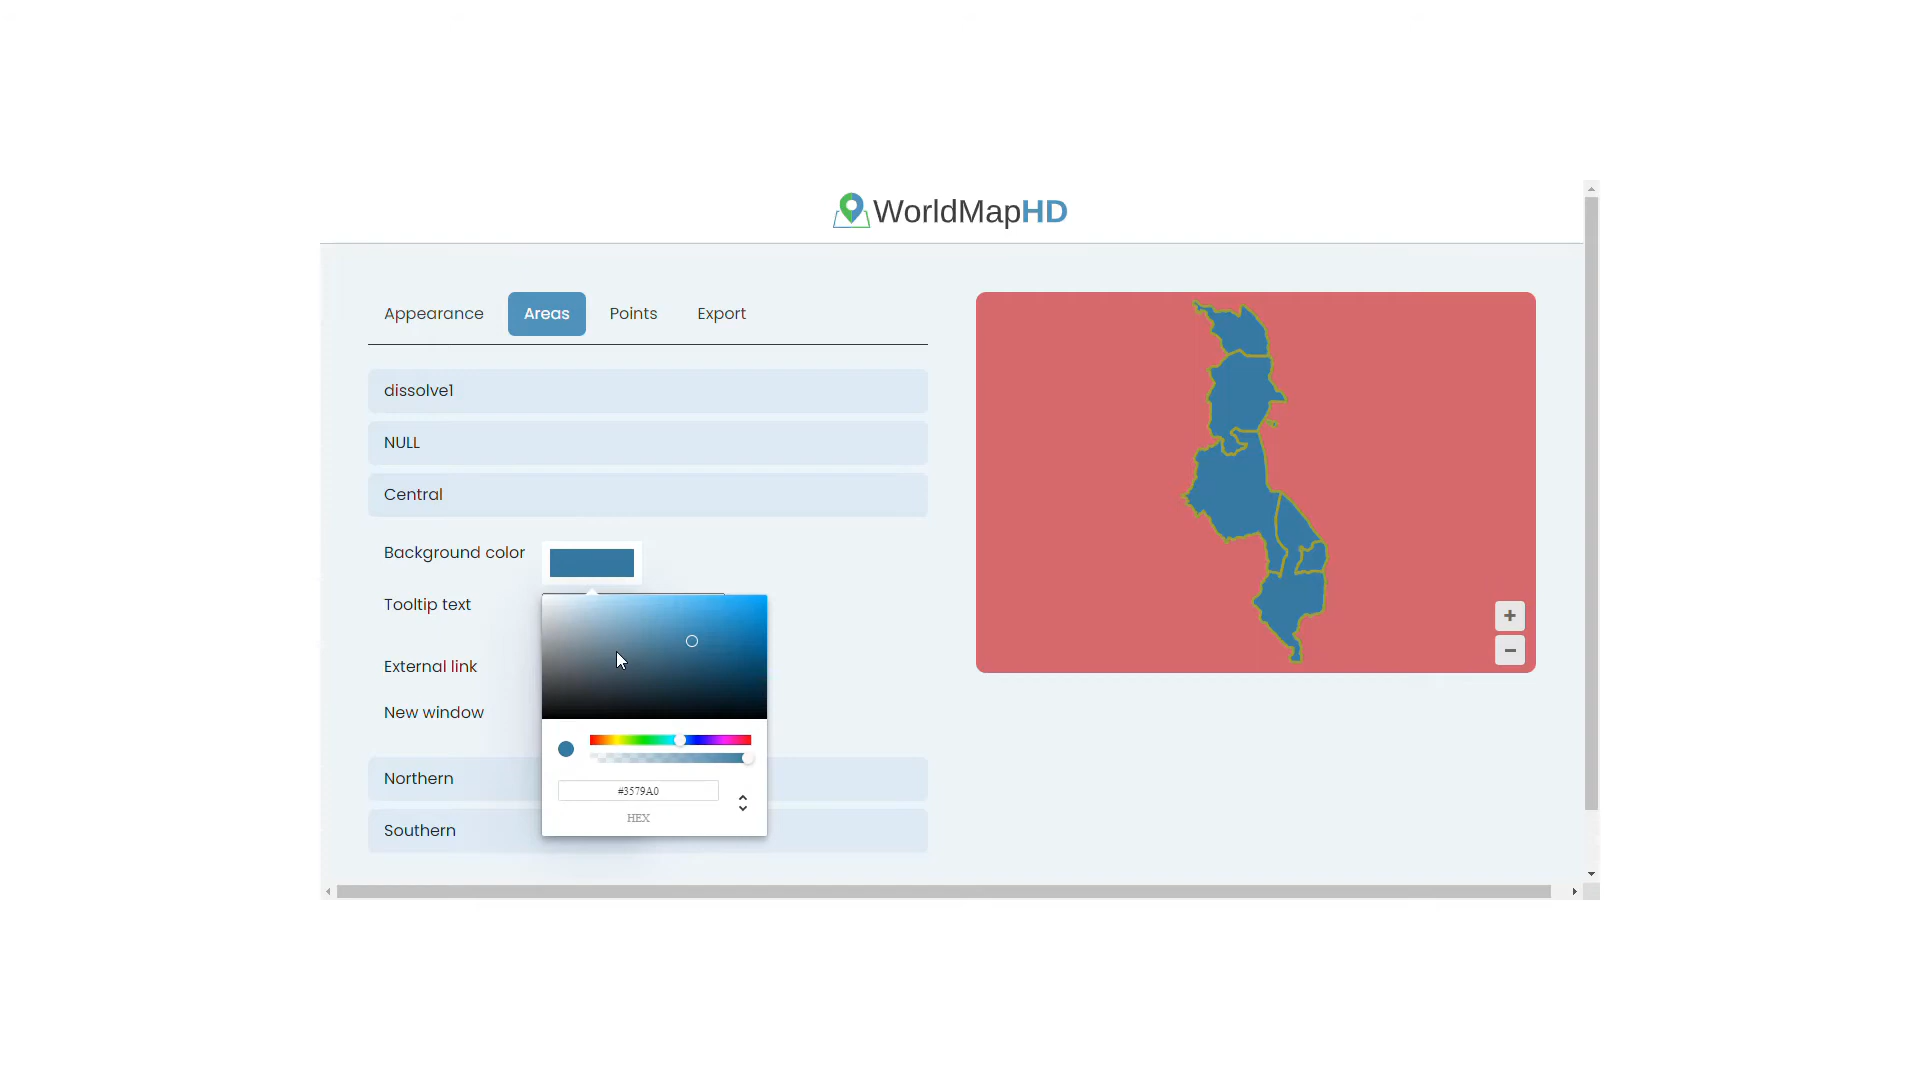 WorldMapHD
Appearance
Areas
Points
Export
dissolve1
NULL
Central
Background color
Tooltip text
External link
New window
#3579A0
HEX
Northern
Southern
+
−